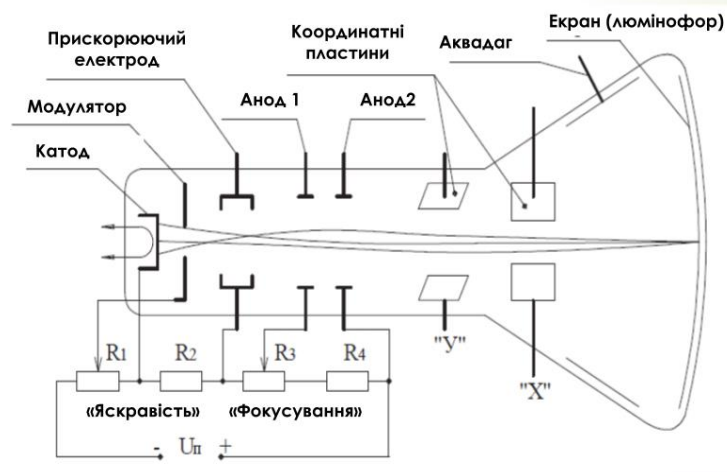 Екран (люмінофор)
Координатні
пластини
Аквадаг
Прискорюючий
електрод
Модулятор
Анод 1
Анод2
Катод
R1
R2
R3
R4
"У"
"Х"
«Яскравість»
«Фокусування»
- Uп +